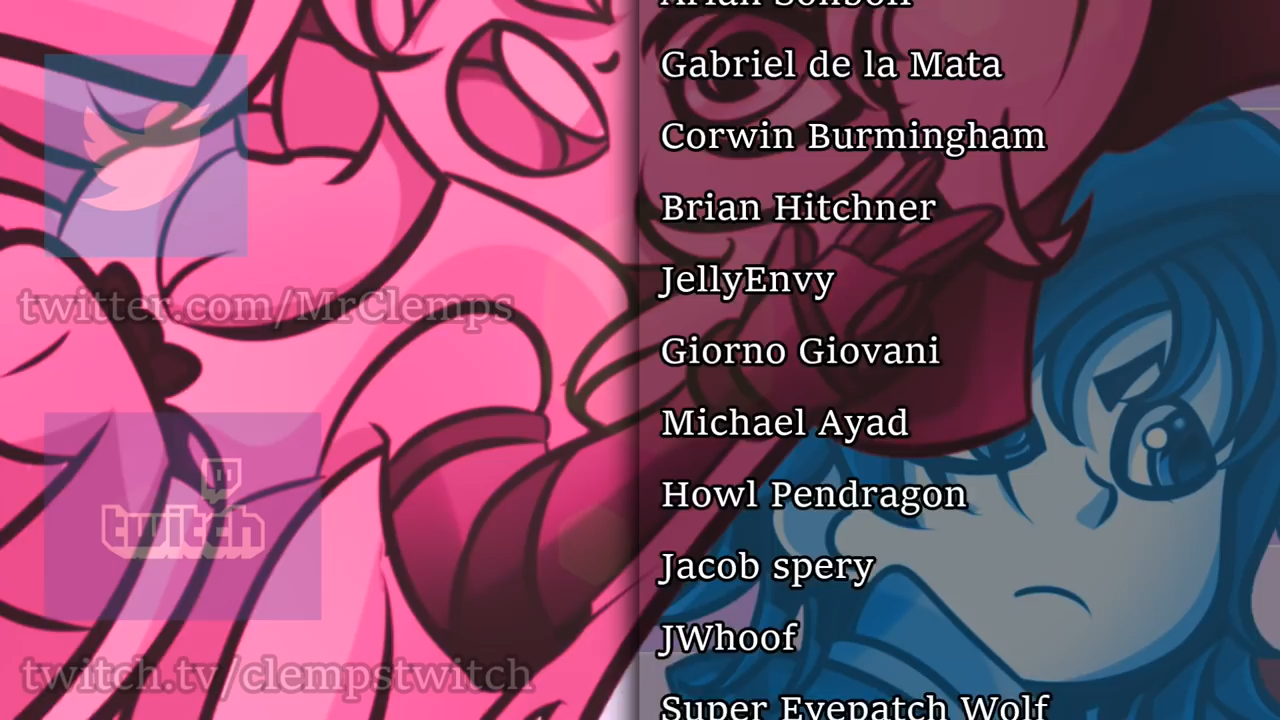 twitter.com/MrClemps
twitch
twitch.tv/clempstwitch
Gabriel de la Mata
Corwin Burmingham
Brian Hitchner
JellyEnvy
Giorno Giovani
Michael Ayad
Howl Pendragon
Jacob spery
JWhoof
Super Eyepatch Wolf